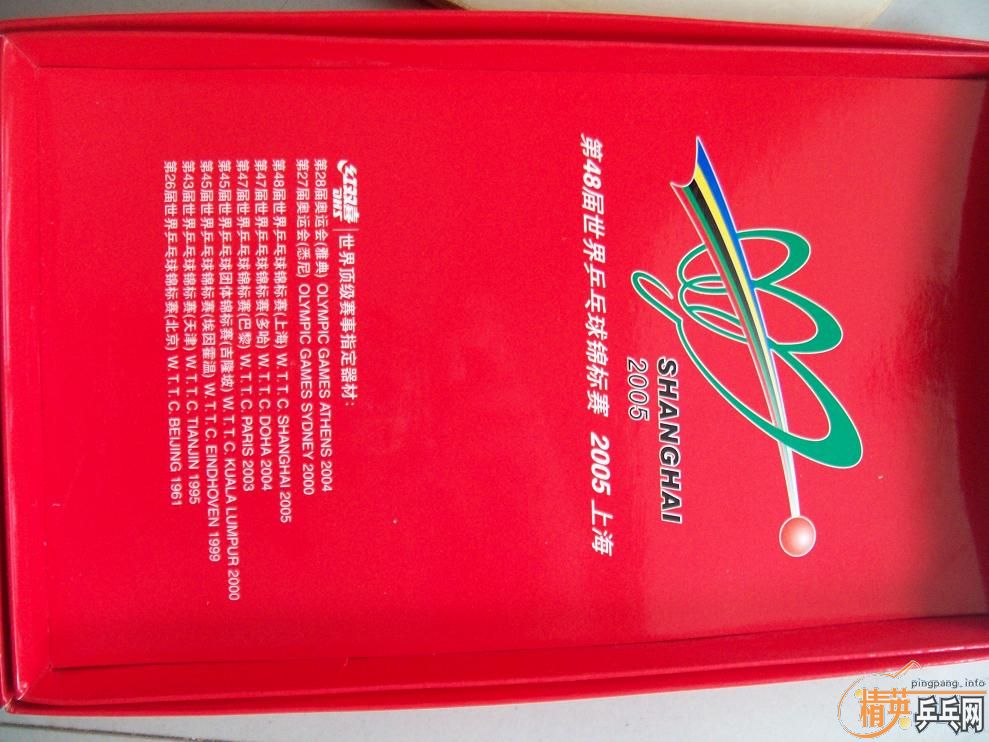 SHANGHAI
2005
第48届世界乒乓球锦标赛 2005 上海
红双喜 DHS 世界顶级赛事指定器材：
第28届奥运会(雅典) OLYMPIC GAMES ATHENS 2004
第27届奥运会(悉尼) OLYMPIC GAMES SYDNEY 2000
第48届世界乒乓球锦标赛(上海) W.T.T.C. SHANGHAI 2005
第47届世界乒乓球锦标赛(多哈) W.T.T.C. DOHA 2004
第47届世界乒乓球锦标赛(巴黎) W.T.T.C. PARIS 2003
第45届世界乒乓球团体锦标赛(吉隆坡) W.T.T.C. KUALA LUMPUR 2000
第45届世界乒乓球锦标赛(埃因霍温) W.T.T.C. EINDHOVEN 1999
第43届世界乒乓球锦标赛(天津) W.T.T.C. TIANJIN 1995
第26届世界乒乓球锦标赛(北京) W.T.T.C. BEIJING 1961
pingpang.info
精英乒乓网